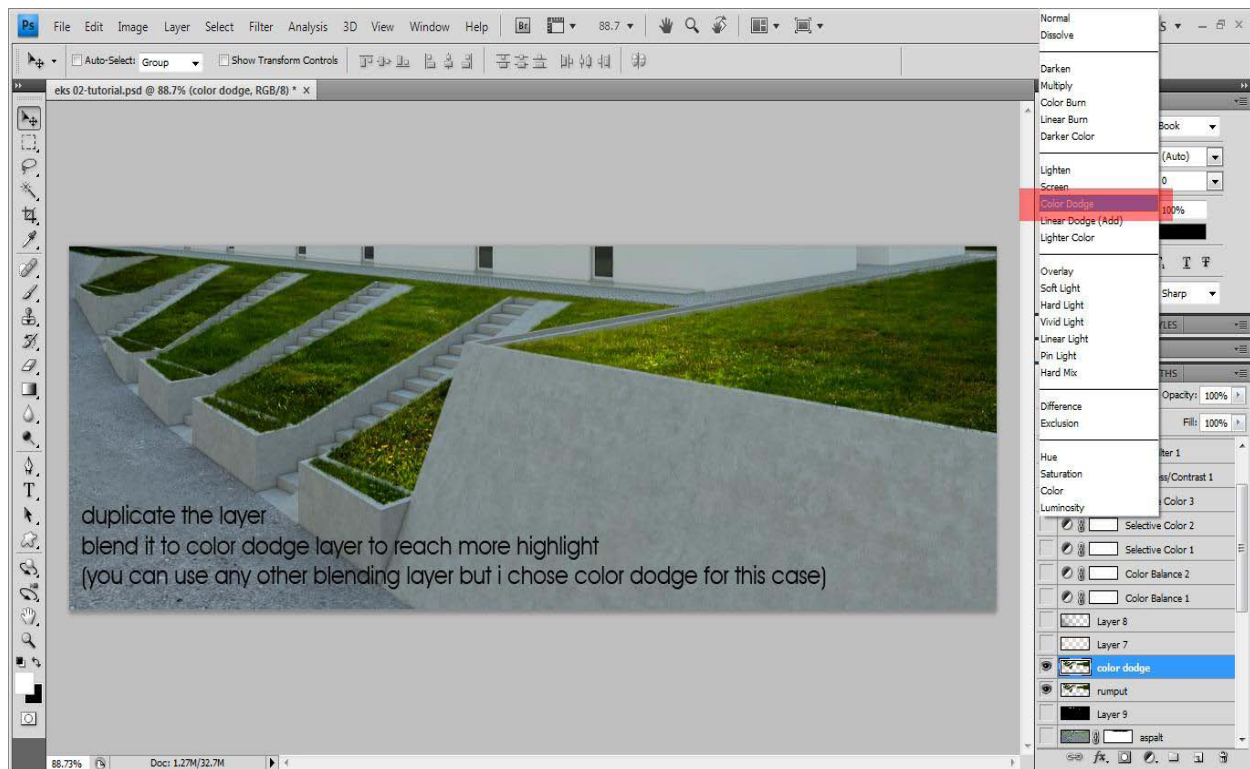 Ps File Edit Image Layer Select Filter Analysis 3D View Window Help Br 88.7
Auto-Select: Group Show Transform Controls
eks 02-tutorial.psd @ 88.7% (color dodge, RGB/8) * x
Normal
Dissolve
Darken
Multiply
Color Burn
Linear Burn
Darker Color
Lighten
Screen
Color Dodge
Linear Dodge (Add)
Lighter Color
Overlay
Soft Light
Hard Light
Vivid Light
Linear Light
Pin Light
Hard Mix
Difference
Exclusion
Hue
Saturation
Color
Luminosity
Book
(Auto)
0
100%
T T
Sharp
Opacity: 100%
Fill: 100%
Color 3
Selective Color 2
Selective Color 1
Color Balance 2
Color Balance 1
Layer 8
Layer 7
color dodge
rumput
Layer 9
aspalt
fx.
duplicate the layer
blend it to color dodge layer to reach more highlight
(you can use any other blending layer but i chose color dodge for this case)
88.73% Doc: 1.27M/32.7M